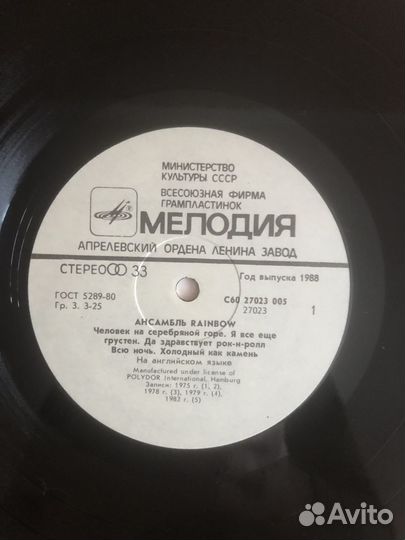 МИНИСТЕРСТВО
КУЛЬТУРЫ СССР
ВСЕСОЮЗНАЯ ФИРМА
ГРАМПЛАСТИНОК
МЕЛОДИЯ
АПРЕЛЕВСКИЙ ОРДЕНА ЛЕНИНА ЗАВОД
СТЕРЕО 33
Год выпуска 1988
ГОСТ 5289-80
Гр. 3. 3-25
С60 27023 005
27023
1
АНСАМБЛЬ RAINBOW
Человек на серебряной горе. Я все еще
грустен. Да здравствует рок-н-ролл
Всю ночь. Холодный как камень
На английском языке
Manufactured under license of
POLYDOR International, Hamburg
Записи: 1975 г (1, 2),
1978 г. (3), 1979 г. (4),
1982 г. (5)
Avito